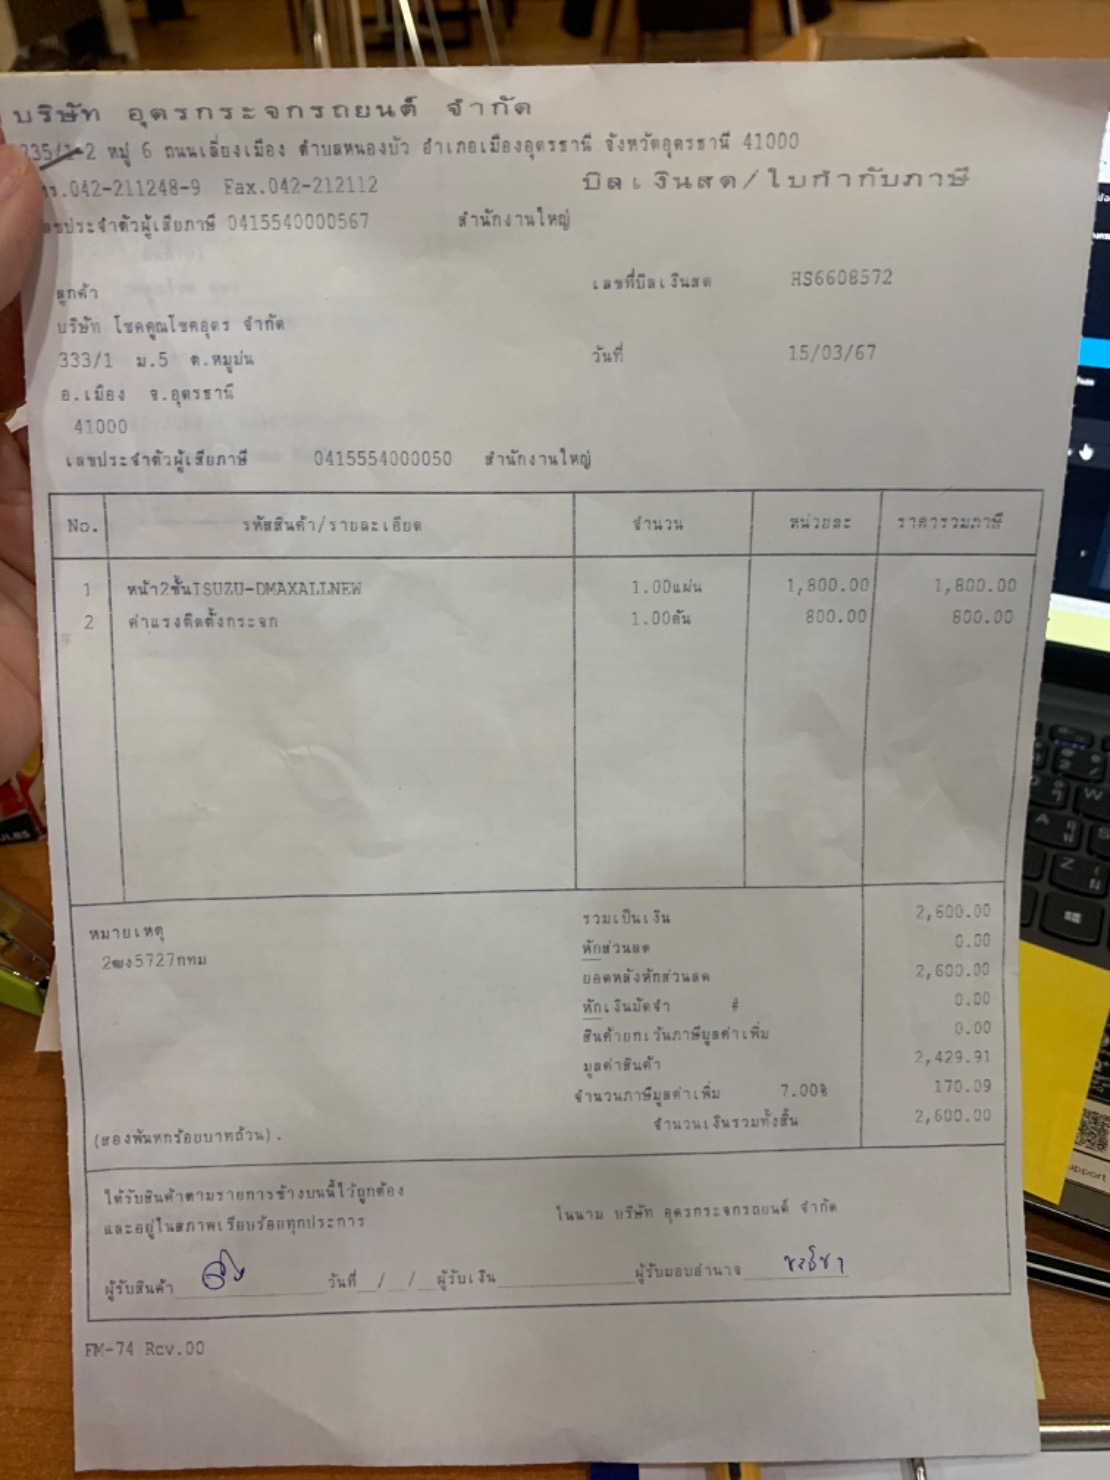 บริษัท อุดรกระจกรถยนต์ จำกัด
235/1-2 หมู่ 6 ถนนเลี่ยงเมือง ตำบลหนองบัว อำเภอเมืองอุดรธานี จังหวัดอุดรธานี 41000
.042-211248-9 Fax.042-212112
บิลเงินสด/ใบกำกับภาษี
เลขประจำตัวผู้เสียภาษี 0415540000567 สำนักงานใหญ่
ลูกค้า
เลขที่บิลเงินสด HS6608572
บริษัท โชคคูณโชคอุดร จำกัด
333/1 ม.5 ต.หมูม่น
วันที่ 15/03/67
อ.เมือง จ.อุดรธานี
41000
เลขประจำตัวผู้เสียภาษี 0415554000050 สำนักงานใหญ่
No. รหัสสินค้า/รายละเอียด จำนวน หน่วยละ ราคารวมภาษี
1 หน้า2ชั้นISUZU-DMAXALLNEW 1.00แผ่น 1,800.00 1,800.00
2 ค่าแรงติดตั้งกระจก 1.00คัน 800.00 800.00
หมายเหตุ
2ฒง5727กทม
รวมเป็นเงิน 2,600.00
หักส่วนลด 0.00
ยอดหลังหักส่วนลด 2,600.00
หักเงินมัดจำ # 0.00
สินค้ายกเว้นภาษีมูลค่าเพิ่ม 0.00
มูลค่าสินค้า 2,429.91
จำนวนภาษีมูลค่าเพิ่ม 7.00% 170.09
จำนวนเงินรวมทั้งสิ้น 2,600.00
(สองพันหกร้อยบาทถ้วน).
ได้รับสินค้าตามรายการข้างบนนี้ไว้ถูกต้อง
และอยู่ในสภาพเรียบร้อยทุกประการ
ในนาม บริษัท อุดรกระจกรถยนต์ จำกัด
ผู้รับสินค้า วันที่ / / ผู้รับเงิน ผู้รับมอบอำนาจ
FM-74 Rev.00